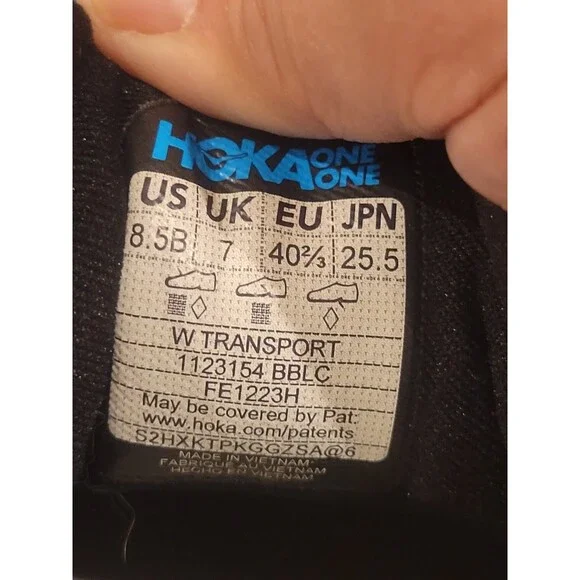 HOKA ONE ONE
US UK EU JPN
8.5B 7 40⅔ 25.5
W TRANSPORT
1123154 BBLC
FE1223H
May be covered by Pat:
www.hoka.com/patents
S2HXKTPKGGZSA@6
MADE IN VIETNAM
FABRIQUÉ AU VIETNAM
HECHO EN VIETNAM